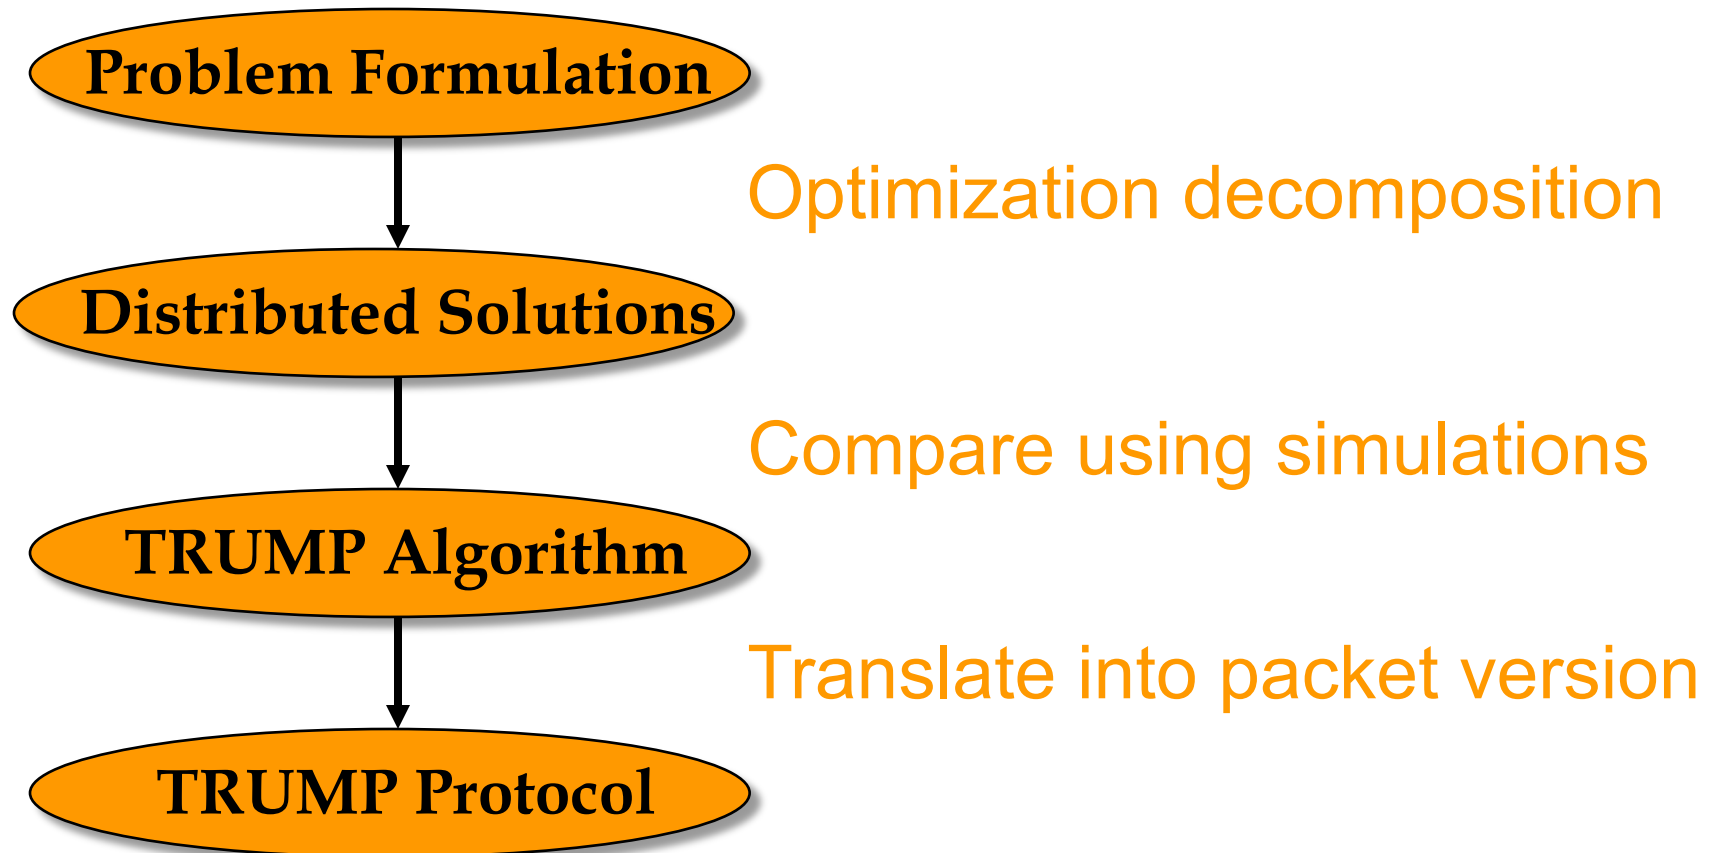 Problem Formulation
Optimization decomposition
Distributed Solutions
Compare using simulations
TRUMP Algorithm
Translate into packet version
TRUMP Protocol